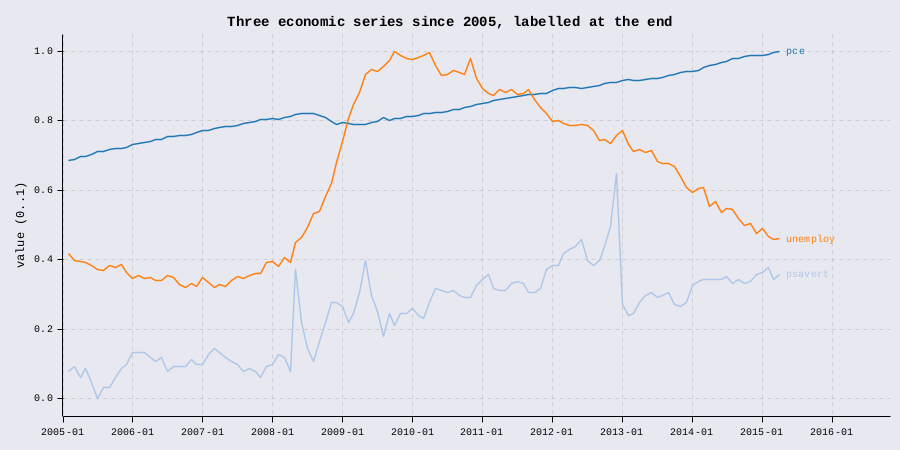 Three economic series since 2005, labelled at the end
value (0..1)
1.0
0.8
0.6
0.4
0.2
0.0
pce
unemploy
psavert
2005-01 2006-01 2007-01 2008-01 2009-01 2010-01 2011-01 2012-01 2013-01 2014-01 2015-01 2016-01